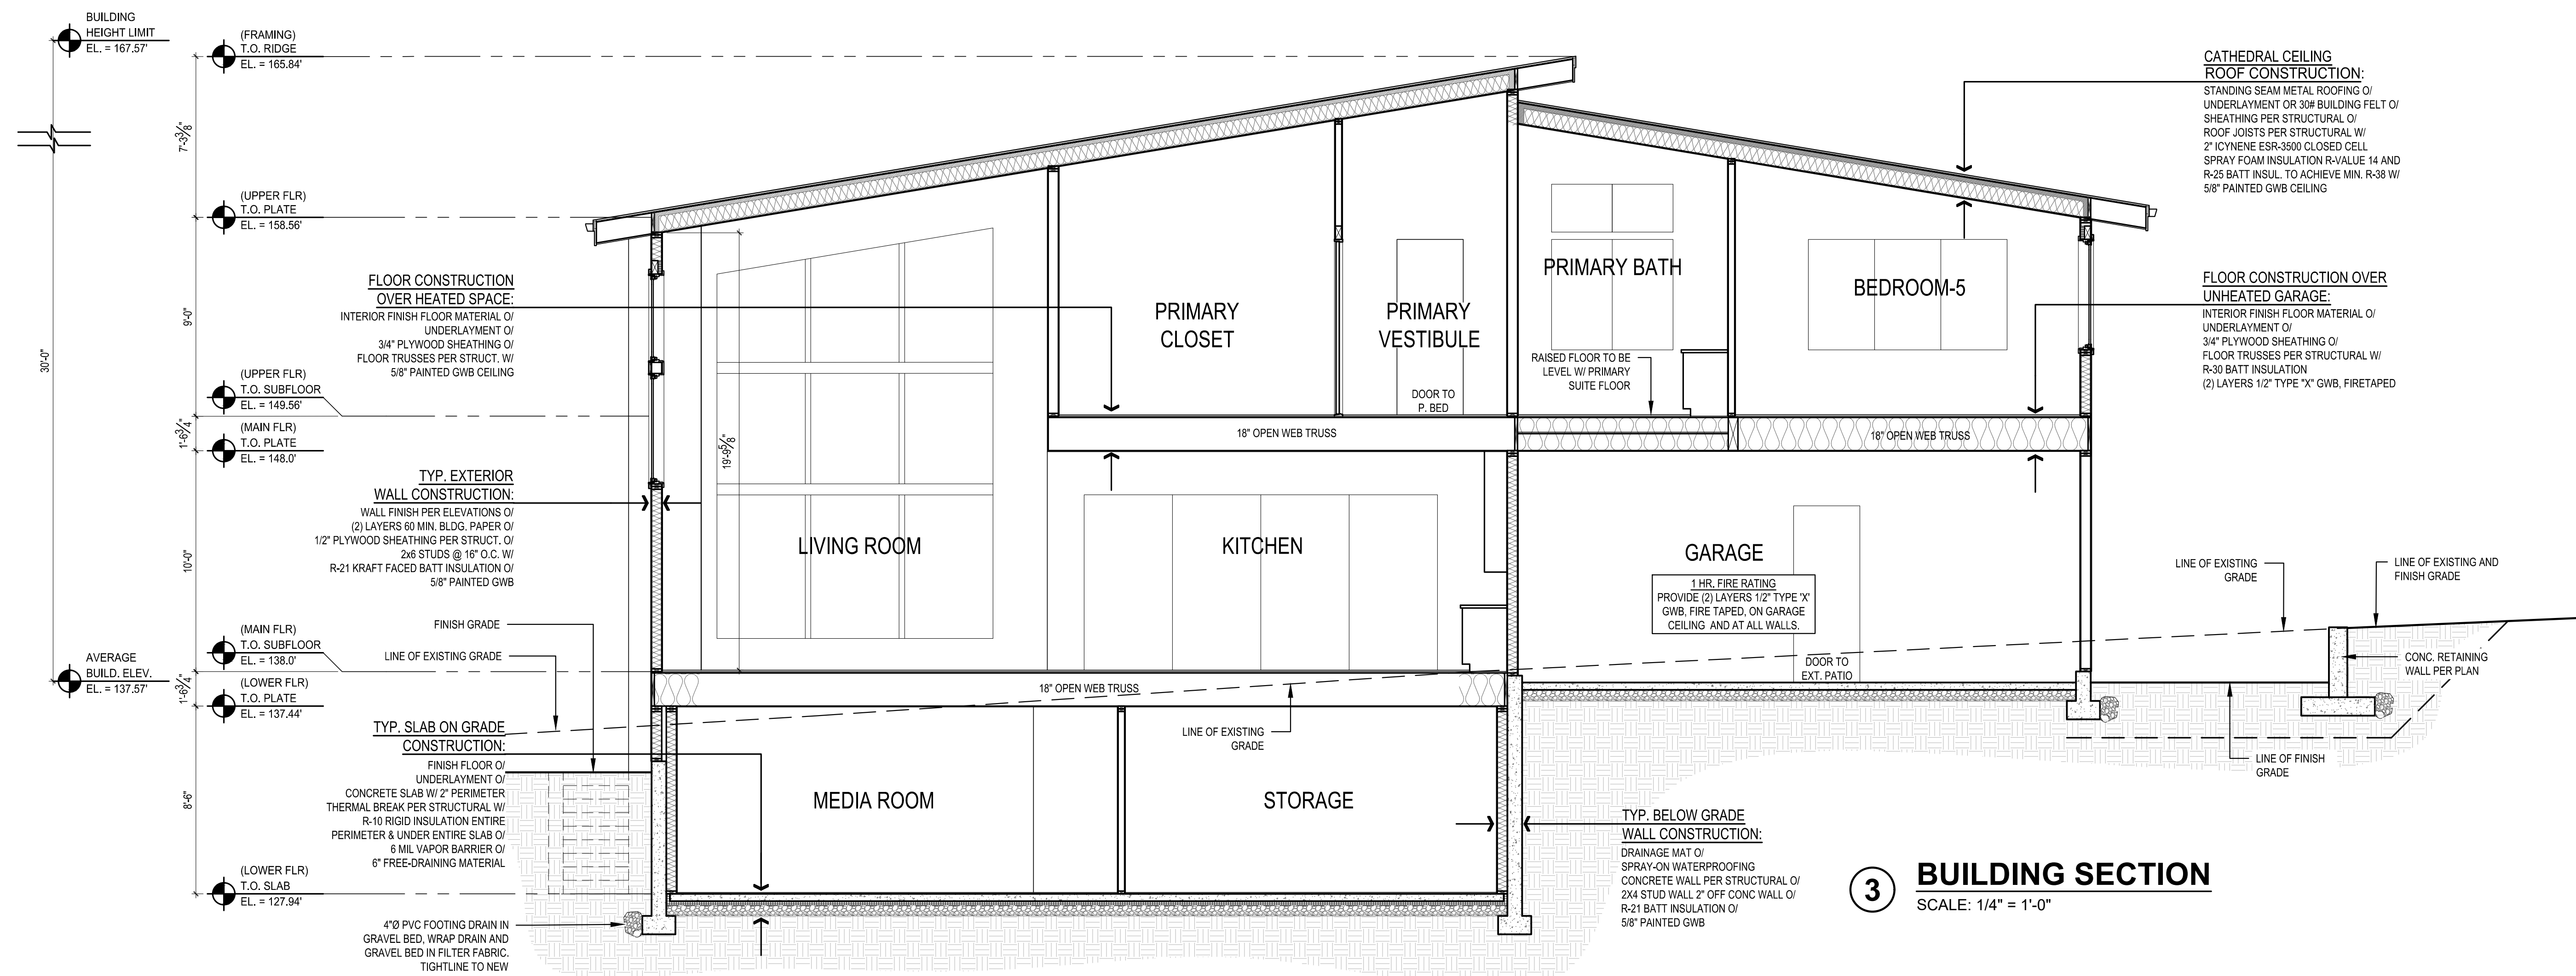 BUILDING
HEIGHT LIMIT
EL. = 167.57'
(FRAMING)
T.O. RIDGE
EL. = 165.84'
7'-3⅜"
(UPPER FLR)
T.O. PLATE
EL. = 158.56'
9'-0"
30'-0"
(UPPER FLR)
T.O. SUBFLOOR
EL. = 149.56'
1'-6¾"
(MAIN FLR)
T.O. PLATE
EL. = 148.0'
10'-0"
(MAIN FLR)
T.O. SUBFLOOR
EL. = 138.0'
AVERAGE
BUILD. ELEV.
EL. = 137.57'
1'-6¾"
(LOWER FLR)
T.O. PLATE
EL. = 137.44'
8'-6"
(LOWER FLR)
T.O. SLAB
EL. = 127.94'
FLOOR CONSTRUCTION
OVER HEATED SPACE:
INTERIOR FINISH FLOOR MATERIAL O/
UNDERLAYMENT O/
3/4" PLYWOOD SHEATHING O/
FLOOR TRUSSES PER STRUCT. W/
5/8" PAINTED GWB CEILING
TYP. EXTERIOR
WALL CONSTRUCTION:
WALL FINISH PER ELEVATIONS O/
(2) LAYERS 60 MIN. BLDG. PAPER O/
1/2" PLYWOOD SHEATHING PER STRUCT. O/
2x6 STUDS @ 16" O.C. W/
R-21 KRAFT FACED BATT INSULATION O/
5/8" PAINTED GWB
FINISH GRADE
LINE OF EXISTING GRADE
TYP. SLAB ON GRADE
CONSTRUCTION:
FINISH FLOOR O/
UNDERLAYMENT O/
CONCRETE SLAB W/ 2" PERIMETER
THERMAL BREAK PER STRUCTURAL W/
R-10 RIGID INSULATION ENTIRE
PERIMETER & UNDER ENTIRE SLAB O/
6 MIL VAPOR BARRIER O/
6" FREE-DRAINING MATERIAL
4"Ø PVC FOOTING DRAIN IN
GRAVEL BED, WRAP DRAIN AND
GRAVEL BED IN FILTER FABRIC.
TIGHTLINE TO NEW
19'-9⅝"
PRIMARY
CLOSET
PRIMARY
VESTIBULE
DOOR TO
P. BED
PRIMARY BATH
RAISED FLOOR TO BE
LEVEL W/ PRIMARY
SUITE FLOOR
BEDROOM-5
18" OPEN WEB TRUSS
18" OPEN WEB TRUSS
LIVING ROOM
KITCHEN
GARAGE
1 HR. FIRE RATING
PROVIDE (2) LAYERS 1/2" TYPE 'X'
GWB, FIRE TAPED, ON GARAGE
CEILING AND AT ALL WALLS.
DOOR TO
EXT. PATIO
18" OPEN WEB TRUSS
LINE OF EXISTING
GRADE
MEDIA ROOM
STORAGE
CATHEDRAL CEILING
ROOF CONSTRUCTION:
STANDING SEAM METAL ROOFING O/
UNDERLAYMENT OR 30# BUILDING FELT O/
SHEATHING PER STRUCTURAL O/
ROOF JOISTS PER STRUCTURAL W/
2" ICYNENE ESR-3500 CLOSED CELL
SPRAY FOAM INSULATION R-VALUE 14 AND
R-25 BATT INSUL. TO ACHIEVE MIN. R-38 W/
5/8" PAINTED GWB CEILING
FLOOR CONSTRUCTION OVER
UNHEATED GARAGE:
INTERIOR FINISH FLOOR MATERIAL O/
UNDERLAYMENT O/
3/4" PLYWOOD SHEATHING O/
FLOOR TRUSSES PER STRUCTURAL W/
R-30 BATT INSULATION
(2) LAYERS 1/2" TYPE "X" GWB, FIRETAPED
LINE OF EXISTING
GRADE
LINE OF EXISTING AND
FINISH GRADE
CONC. RETAINING
WALL PER PLAN
LINE OF FINISH
GRADE
TYP. BELOW GRADE
WALL CONSTRUCTION:
DRAINAGE MAT O/
SPRAY-ON WATERPROOFING
CONCRETE WALL PER STRUCTURAL O/
2X4 STUD WALL 2" OFF CONC WALL O/
R-21 BATT INSULATION O/
5/8" PAINTED GWB
3
BUILDING SECTION
SCALE: 1/4" = 1'-0"